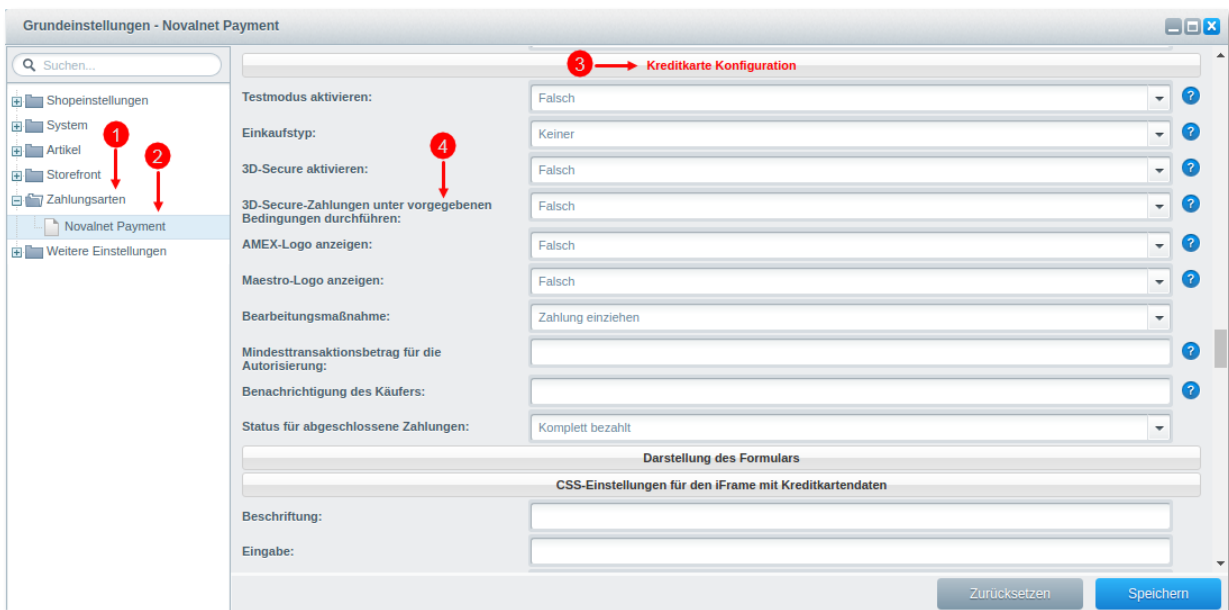 Grundeinstellungen - Novalnet Payment
Suchen...
Shopeinstellungen
System
1
Artikel
2
Storefront
Zahlungsarten
Novalnet Payment
Weitere Einstellungen
3 Kreditkarte Konfiguration
Testmodus aktivieren: Falsch ?
Einkaufstyp: Keiner ?
4
3D-Secure aktivieren: Falsch ?
3D-Secure-Zahlungen unter vorgegebenen Falsch ?
Bedingungen durchführen:
AMEX-Logo anzeigen: Falsch ?
Maestro-Logo anzeigen: Falsch ?
Bearbeitungsmaßnahme: Zahlung einziehen
Mindesttransaktionsbetrag für die ?
Autorisierung:
Benachrichtigung des Käufers: ?
Status für abgeschlossene Zahlungen: Komplett bezahlt
Darstellung des Formulars
CSS-Einstellungen für den iFrame mit Kreditkartendaten
Beschriftung:
Eingabe:
Zurücksetzen Speichern